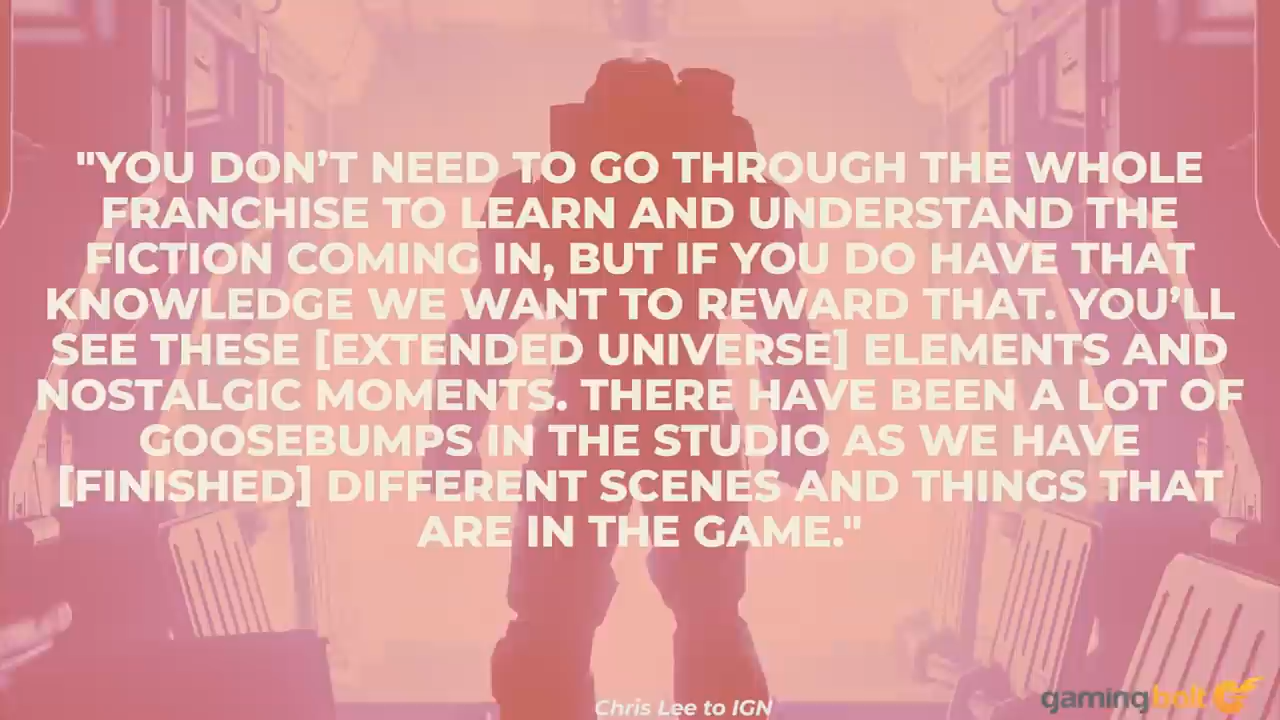 "YOU DON’T NEED TO GO THROUGH THE WHOLE
FRANCHISE TO LEARN AND UNDERSTAND THE
FICTION COMING IN, BUT IF YOU DO HAVE THAT
KNOWLEDGE WE WANT TO REWARD THAT. YOU’LL
SEE THESE [EXTENDED UNIVERSE] ELEMENTS AND
NOSTALGIC MOMENTS. THERE HAVE BEEN A LOT OF
GOOSEBUMPS IN THE STUDIO AS WE HAVE
[FINISHED] DIFFERENT SCENES AND THINGS THAT
ARE IN THE GAME."
Chris Lee to IGN
gamingbolt